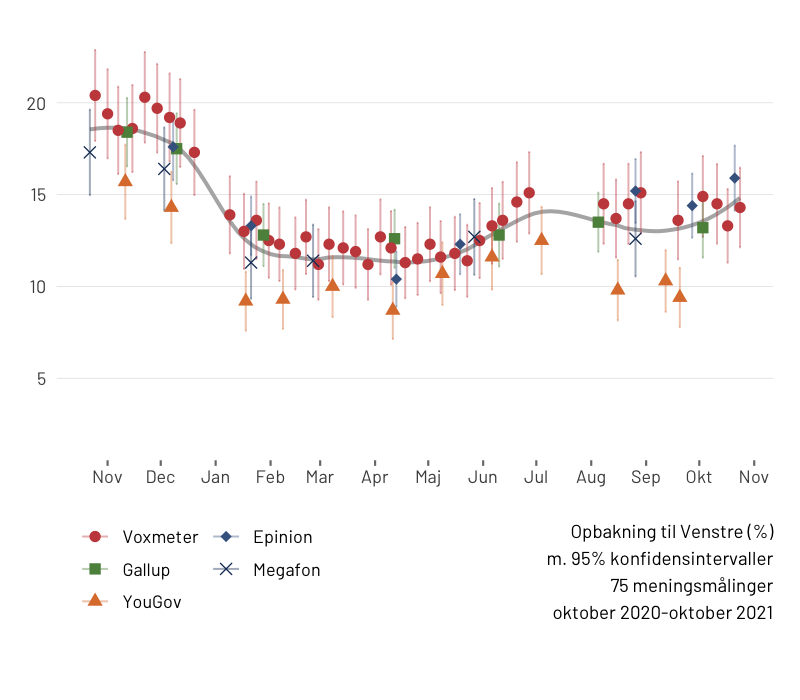 20
15
10
5
Nov Dec Jan Feb Mar Apr Maj Jun Jul Aug Sep Okt Nov
Voxmeter Epinion
Gallup Megafon
YouGov
Opbakning til Venstre (%)
m. 95% konfidensintervaller
75 meningsmålinger
oktober 2020-oktober 2021